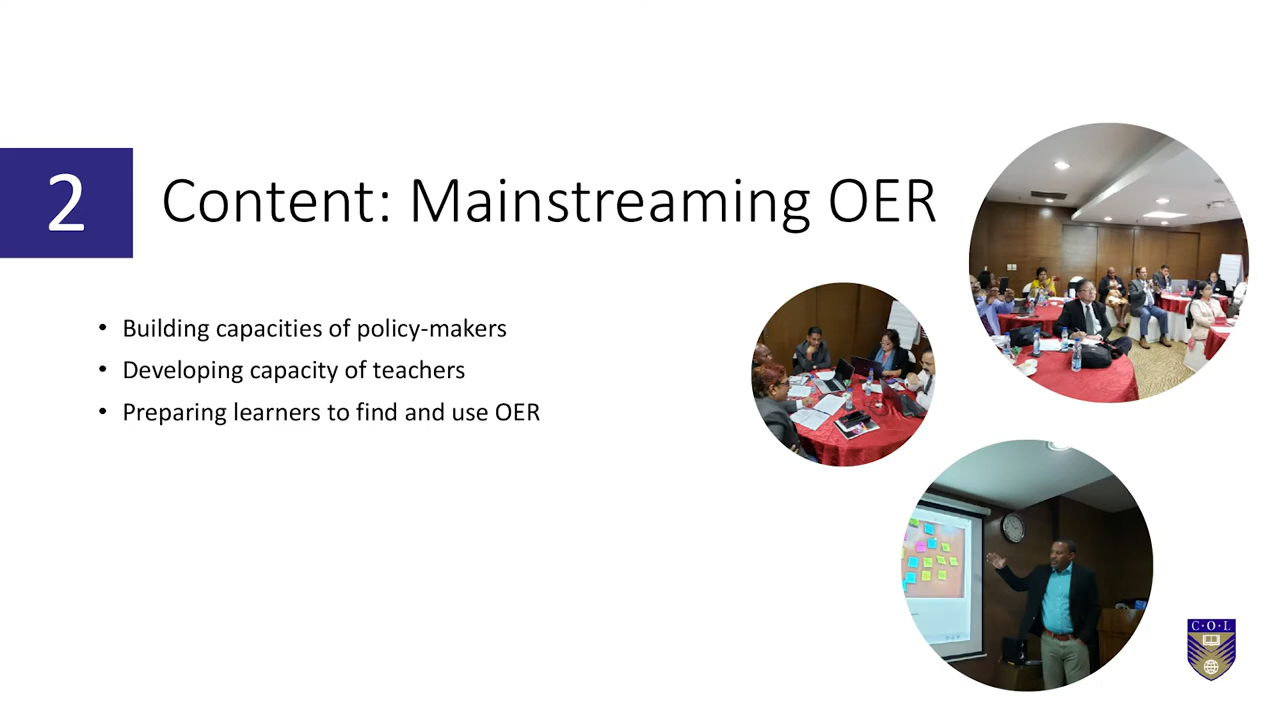 2
Content: Mainstreaming OER
• Building capacities of policy-makers
• Developing capacity of teachers
• Preparing learners to find and use OER
C·O·L